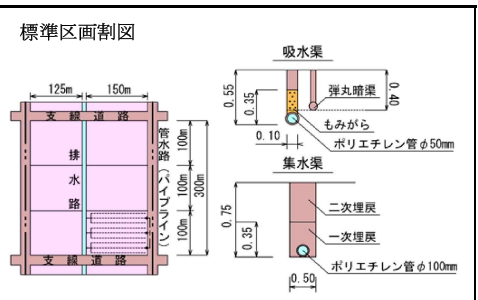 標準区画割図
125m
150m
支線道路
排水路
管水路(パイプライン)
100m
100m
100m
300m
支線道路
吸水渠
0.55
0.35
0.40
0.10
弾丸暗渠
もみがら
ポリエチレン管φ50mm
集水渠
0.75
0.35
0.50
二次埋戻
一次埋戻
ポリエチレン管φ100mm